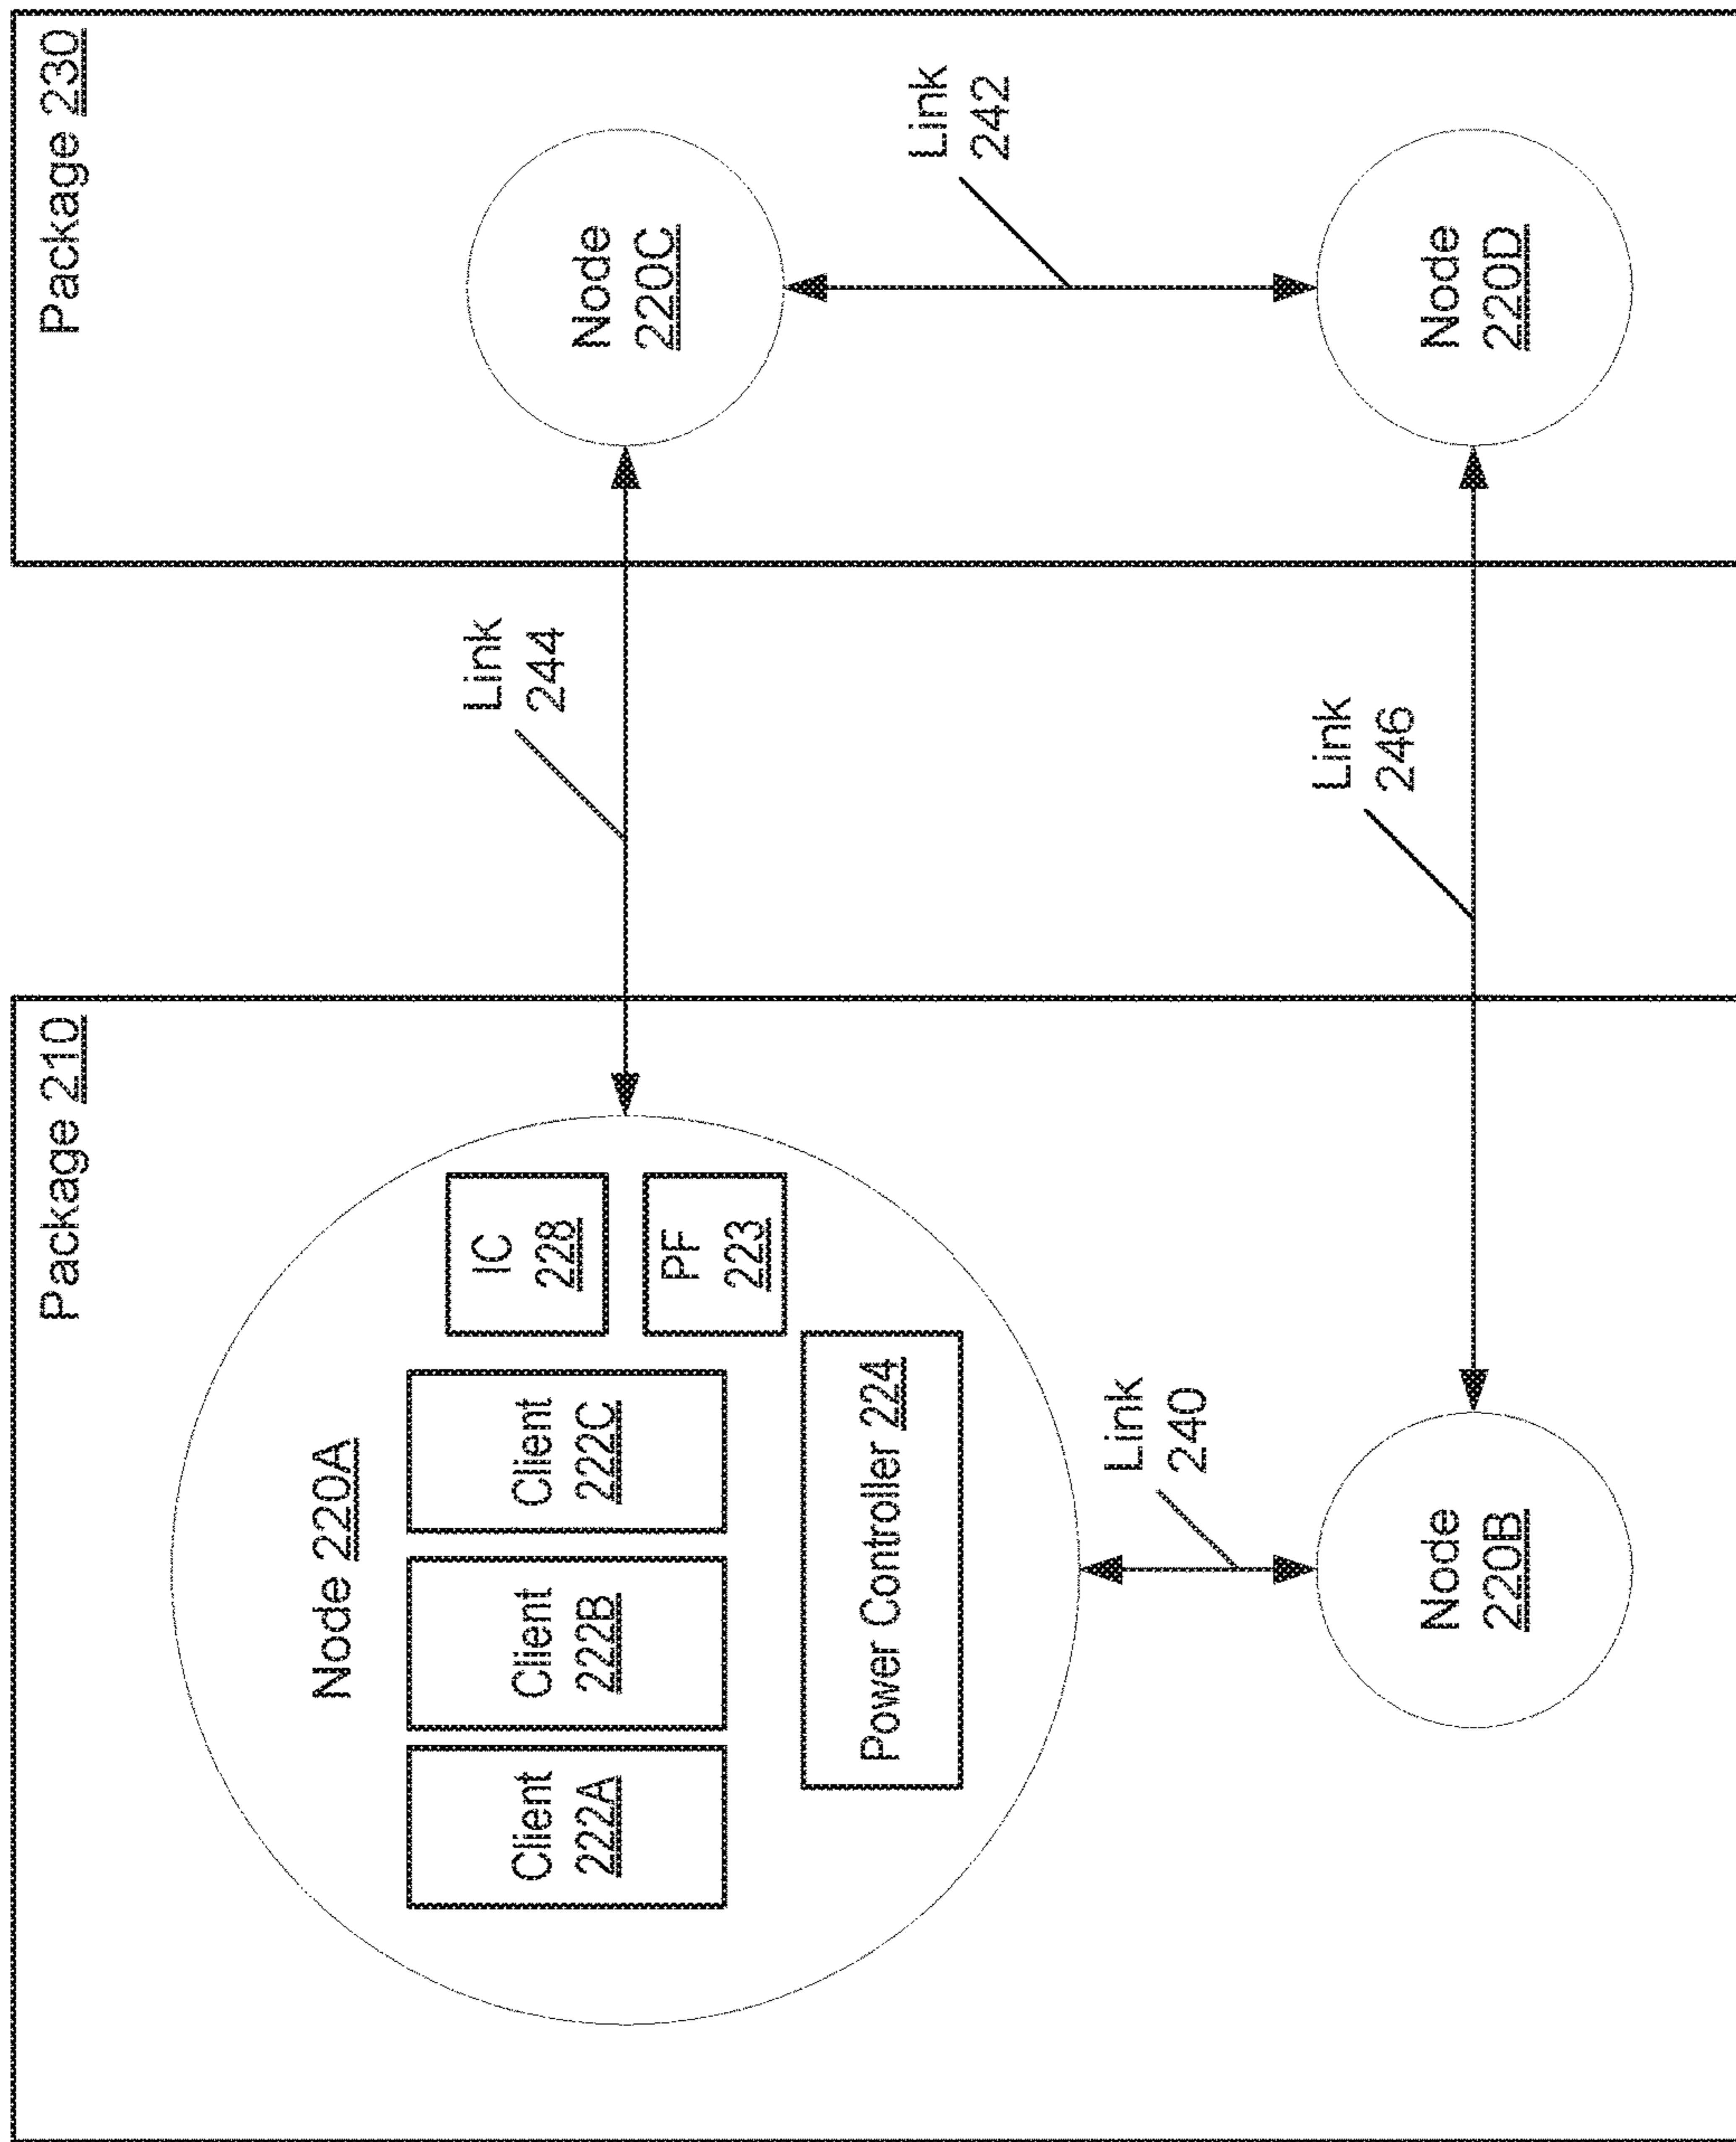 Package 210
Node 220A
Client
222A
Client
222B
Client
222C
IC
228
PF
223
Power Controller 224
Link
240
Node
220B
Link
244
Link
246
Package 230
Node
220C
Link
242
Node
220D